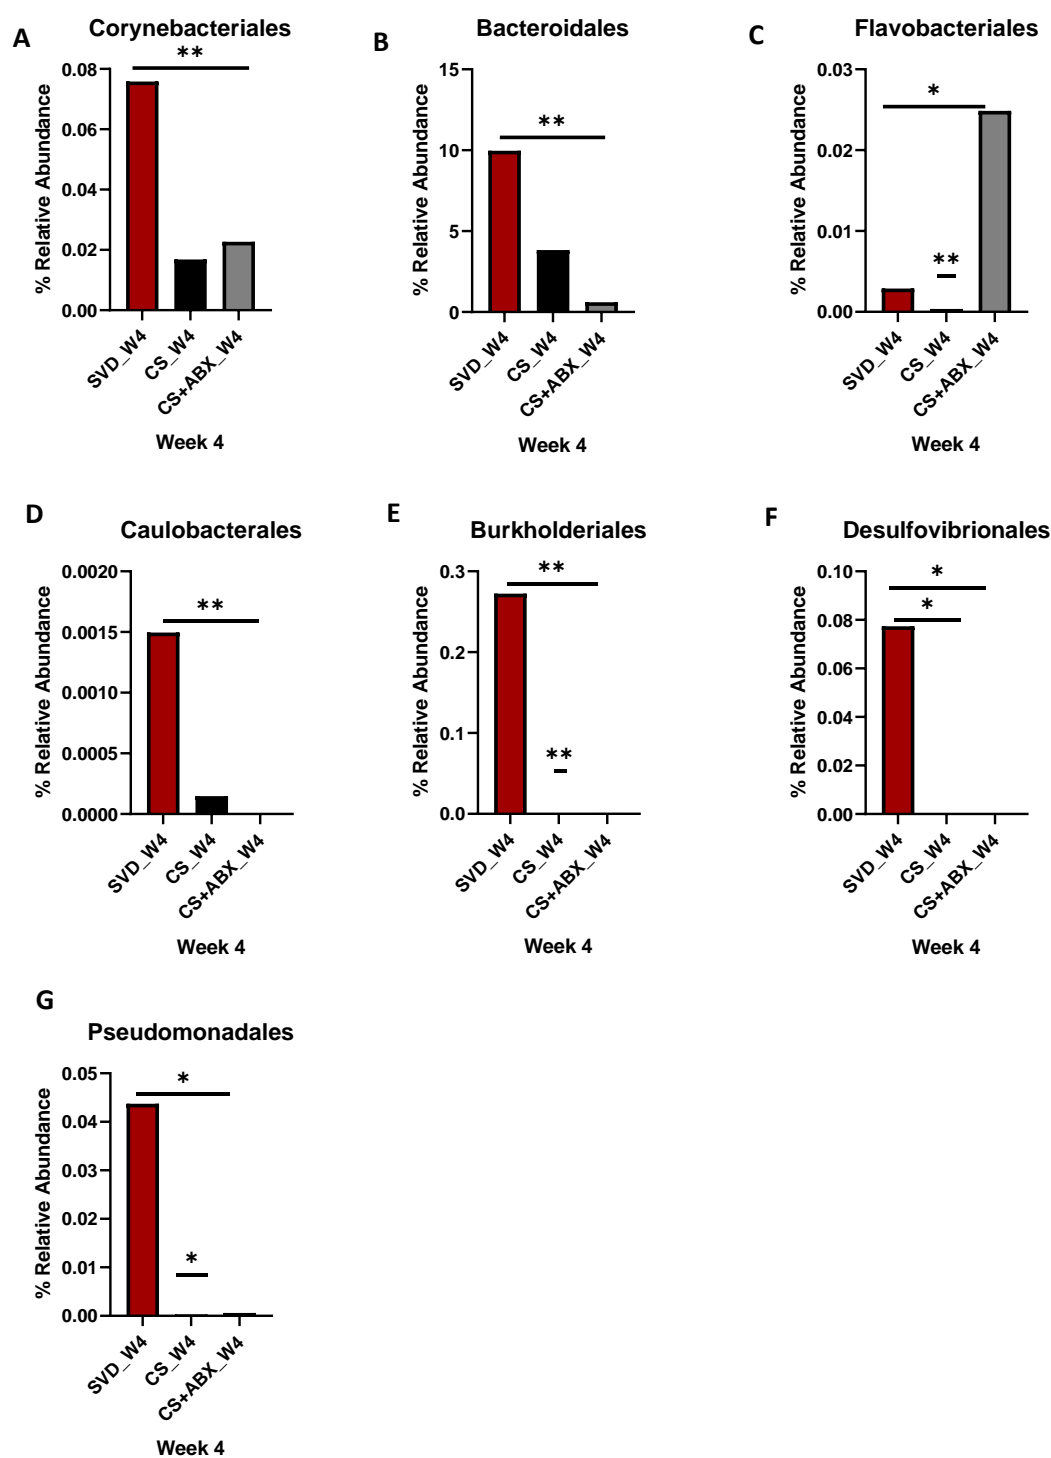 A
Corynebacteriales
**
% Relative Abundance
0.08
0.06
0.04
0.02
0.00
SVD_W4
CS_W4
CS+ABX_W4
Week 4
B
Bacteroidales
**
% Relative Abundance
15
10
5
0
SVD_W4
CS_W4
CS+ABX_W4
Week 4
C
Flavobacteriales
*
**
% Relative Abundance
0.03
0.02
0.01
0.00
SVD_W4
CS_W4
CS+ABX_W4
Week 4
D
Caulobacterales
**
% Relative Abundance
0.0020
0.0015
0.0010
0.0005
0.0000
SVD_W4
CS_W4
CS+ABX_W4
Week 4
E
Burkholderiales
**
**
% Relative Abundance
0.3
0.2
0.1
0.0
SVD_W4
CS_W4
CS+ABX_W4
Week 4
F
Desulfovibrionales
*
*
% Relative Abundance
0.10
0.08
0.06
0.04
0.02
0.00
SVD_W4
CS_W4
CS+ABX_W4
Week 4
G
Pseudomonadales
*
*
% Relative Abundance
0.05
0.04
0.03
0.02
0.01
0.00
SVD_W4
CS_W4
CS+ABX_W4
Week 4